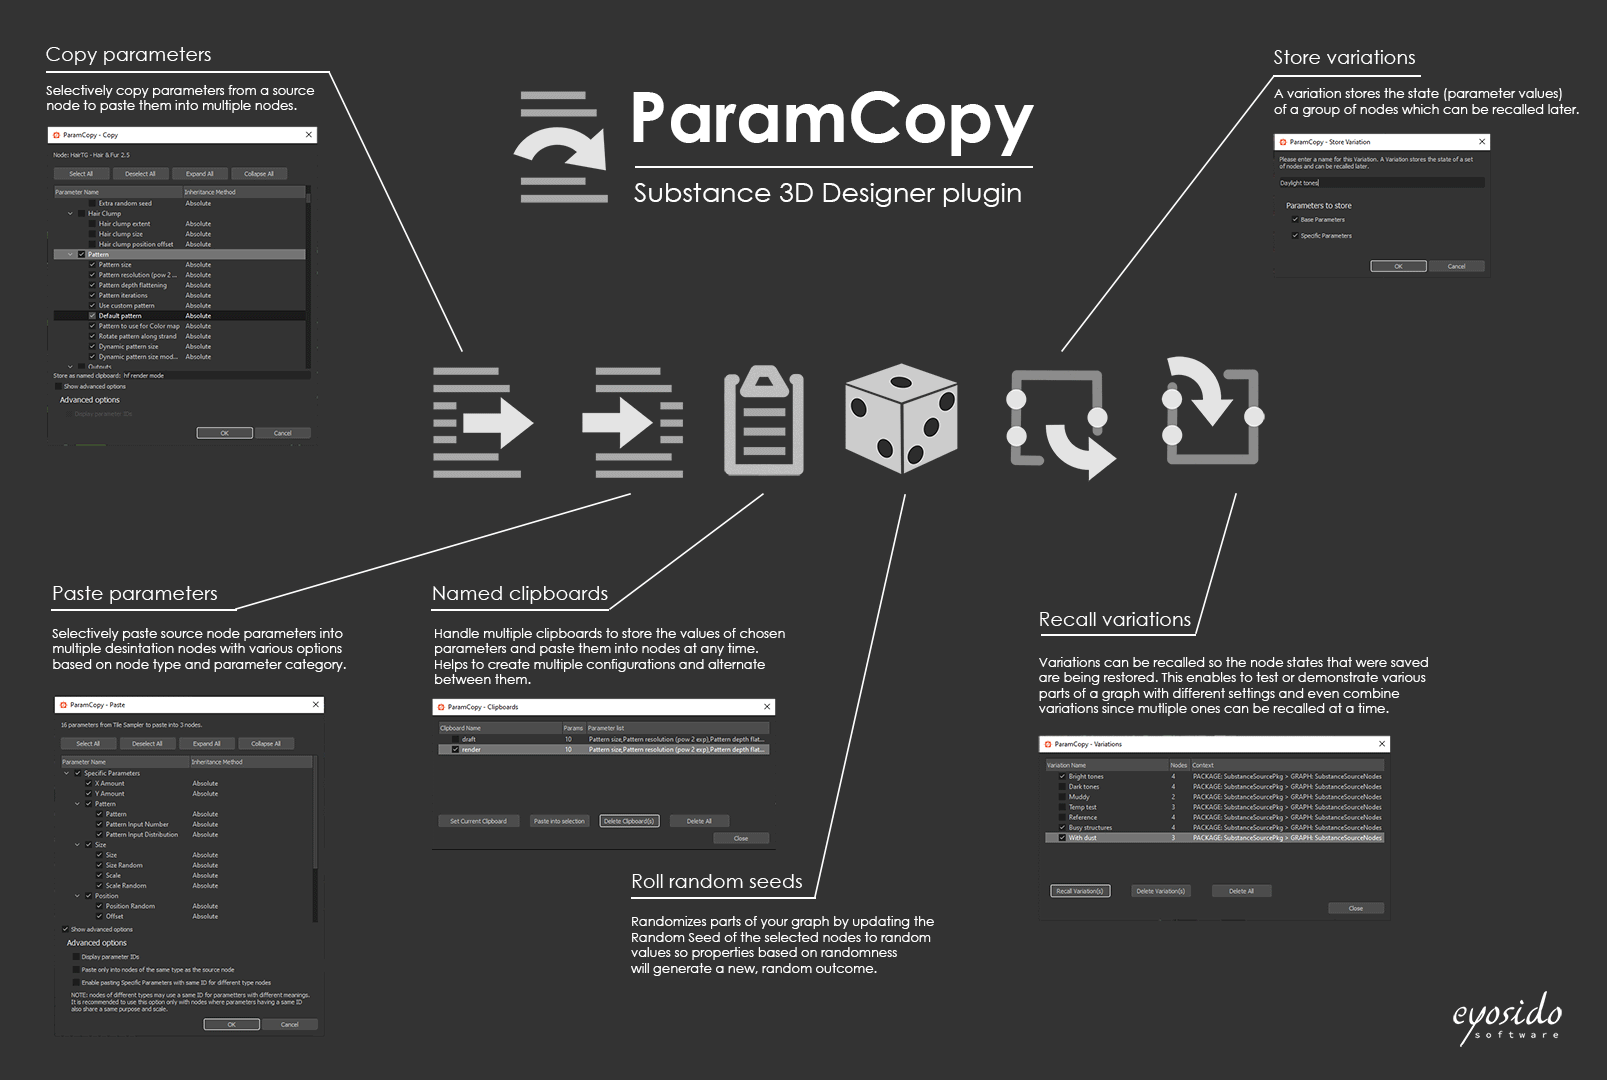 Copy parameters
Selectively copy parameters from a source
node to paste them into multiple nodes.
ParamCopy - Copy
Node: HairTG - Hair & Fur 2.5
Select All Deselect All Expand All Collapse All
Parameter Name Inheritance Method
Extra random seed Absolute
Hair Clump
Hair clump extent Absolute
Hair clump size Absolute
Hair clump position offset Absolute
Pattern
Pattern size Absolute
Pattern resolution (pow 2 ... Absolute
Pattern depth flattening Absolute
Pattern iterations Absolute
Use custom pattern Absolute
Default pattern Absolute
Pattern to use for Color map Absolute
Rotate pattern along strand Absolute
Dynamic pattern size Absolute
Dynamic pattern size mod... Absolute
Outputs
Store as named clipboard: hf render mode
Show advanced options
Advanced options
Display parameter IDs
OK Cancel
ParamCopy
Substance 3D Designer plugin
Store variations
A variation stores the state (parameter values)
of a group of nodes which can be recalled later.
ParamCopy - Store Variation
Please enter a name for this Variation. A Variation stores the state of a set
of nodes and can be recalled later.
Daylight tones
Parameters to store
Base Parameters
Specific Parameters
OK Cancel
Paste parameters
Selectively paste source node parameters into
multiple desintation nodes with various options
based on node type and parameter category.
ParamCopy - Paste
16 parameters from Tile Sampler to paste into 3 nodes.
Select All Deselect All Expand All Collapse All
Parameter Name Inheritance Method
Specific Parameters
X Amount Absolute
Y Amount Absolute
Pattern
Pattern Absolute
Pattern Input Number Absolute
Pattern Input Distribution Absolute
Size
Size Absolute
Size Random Absolute
Scale Absolute
Scale Random Absolute
Position
Position Random Absolute
Offset Absolute
Show advanced options
Advanced options
Display parameter IDs
Paste only into nodes of the same type as the source node
Enable pasting Specific Parameters with same ID for different type nodes
NOTE: nodes of different types may use a same ID for parametters with different meanings.
It is recommended to use this option only with nodes where parameters having a same ID
also share a same purpose and scale.
OK Cancel
Named clipboards
Handle multiple clipboards to store the values of chosen
parameters and paste them into nodes at any time.
Helps to create multiple configurations and alternate
between them.
ParamCopy - Clipboards
Clipboard Name Params Parameter list
draft 10 Pattern size,Pattern resolution (pow 2 exp),Pattern depth flat...
render 10 Pattern size,Pattern resolution (pow 2 exp),Pattern depth flat...
Set Current Clipboard Paste into selection Delete Clipboard(s) Delete All
Close
Roll random seeds
Randomizes parts of your graph by updating the
Random Seed of the selected nodes to random
values so properties based on randomness
will generate a new, random outcome.
Recall variations
Variations can be recalled so the node states that were saved
are being restored. This enables to test or demonstrate various
parts of a graph with different settings and even combine
variations since mutliple ones can be recalled at a time.
ParamCopy - Variations
Variation Name Nodes Context
Bright tones 4 PACKAGE: SubstanceSourcePkg > GRAPH: SubstanceSourceNodes
Dark tones 4 PACKAGE: SubstanceSourcePkg > GRAPH: SubstanceSourceNodes
Muddy 2 PACKAGE: SubstanceSourcePkg > GRAPH: SubstanceSourceNodes
Temp test 3 PACKAGE: SubstanceSourcePkg > GRAPH: SubstanceSourceNodes
Reference 4 PACKAGE: SubstanceSourcePkg > GRAPH: SubstanceSourceNodes
Busy structures 4 PACKAGE: SubstanceSourcePkg > GRAPH: SubstanceSourceNodes
With dust 3 PACKAGE: SubstanceSourcePkg > GRAPH: SubstanceSourceNodes
Recall Variation(s) Delete Variation(s) Delete All
Close
eyosido
software